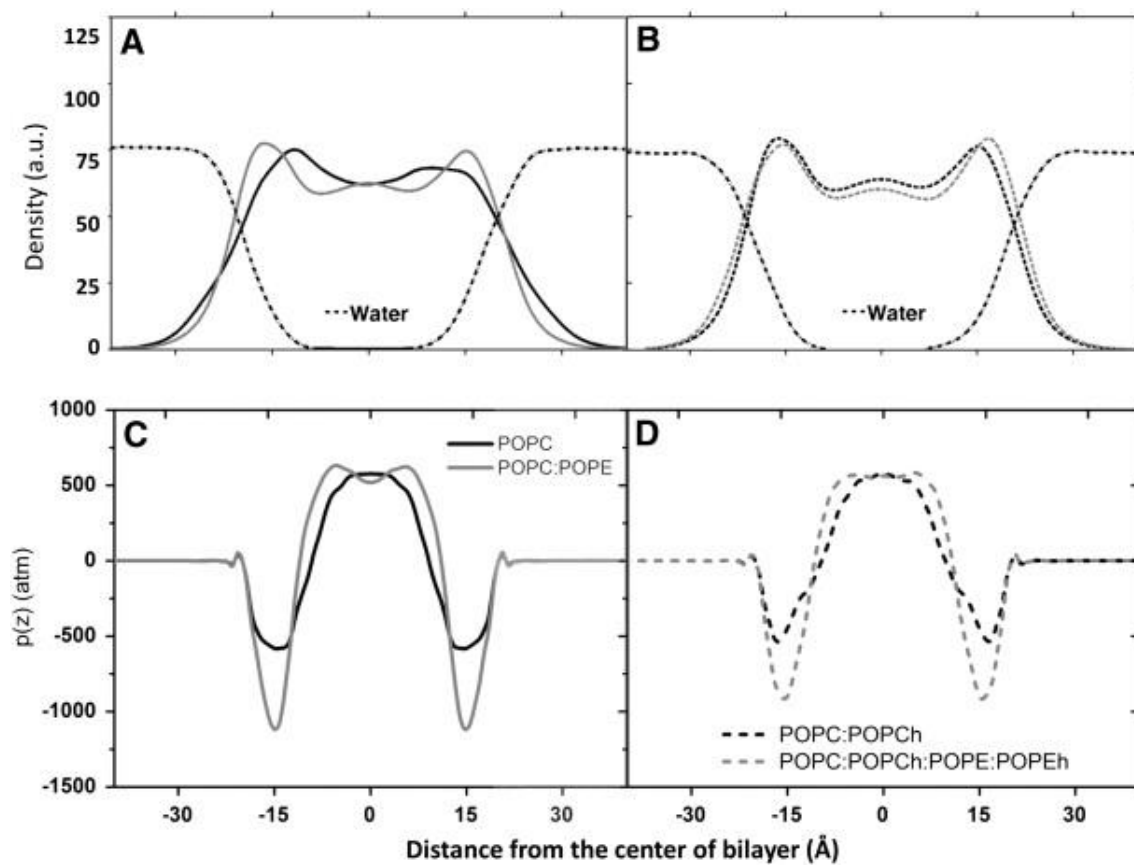 A
B
125
100
75
50
25
0
Density (a.u.)
Water
Water
C
D
1000
500
0
-500
-1000
-1500
p(z) (atm)
POPC
POPC:POPE
POPC:POPCh
POPC:POPCh:POPE:POPEh
-30 -15 0 15 30 -30 -15 0 15 30
Distance from the center of bilayer (Å)